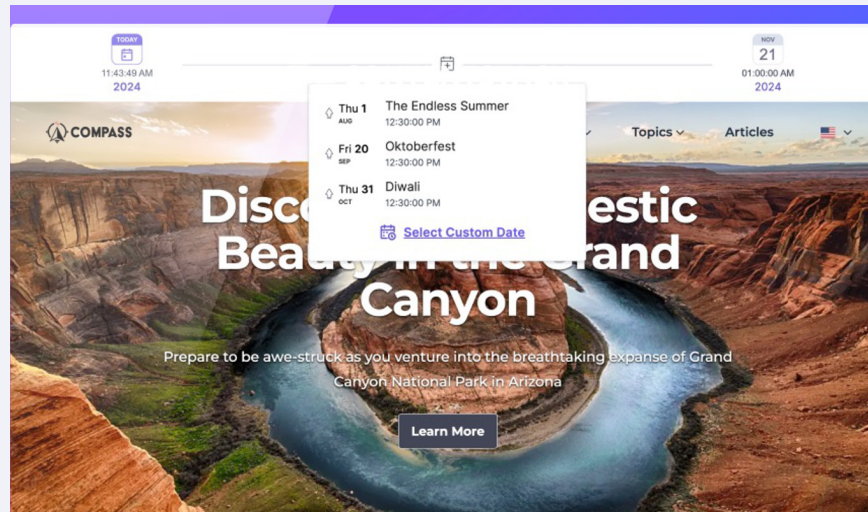 TODAY
11:43:49 AM
2024
NOV
21
01:00:00 AM
2024
COMPASS
Topics
Articles
Thu 1
AUG
The Endless Summer
12:30:00 PM
Fri 20
SEP
Oktoberfest
12:30:00 PM
Thu 31
OCT
Diwali
12:30:00 PM
Select Custom Date
Canyon
Prepare to be awe-struck as you venture into the breathtaking expanse of Grand
Canyon National Park in Arizona
Learn More